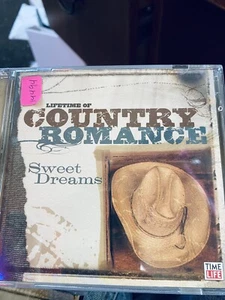 LIFETIME OF
COUNTRY
ROMANCE
Sweet
Dreams
TIME
LIFE